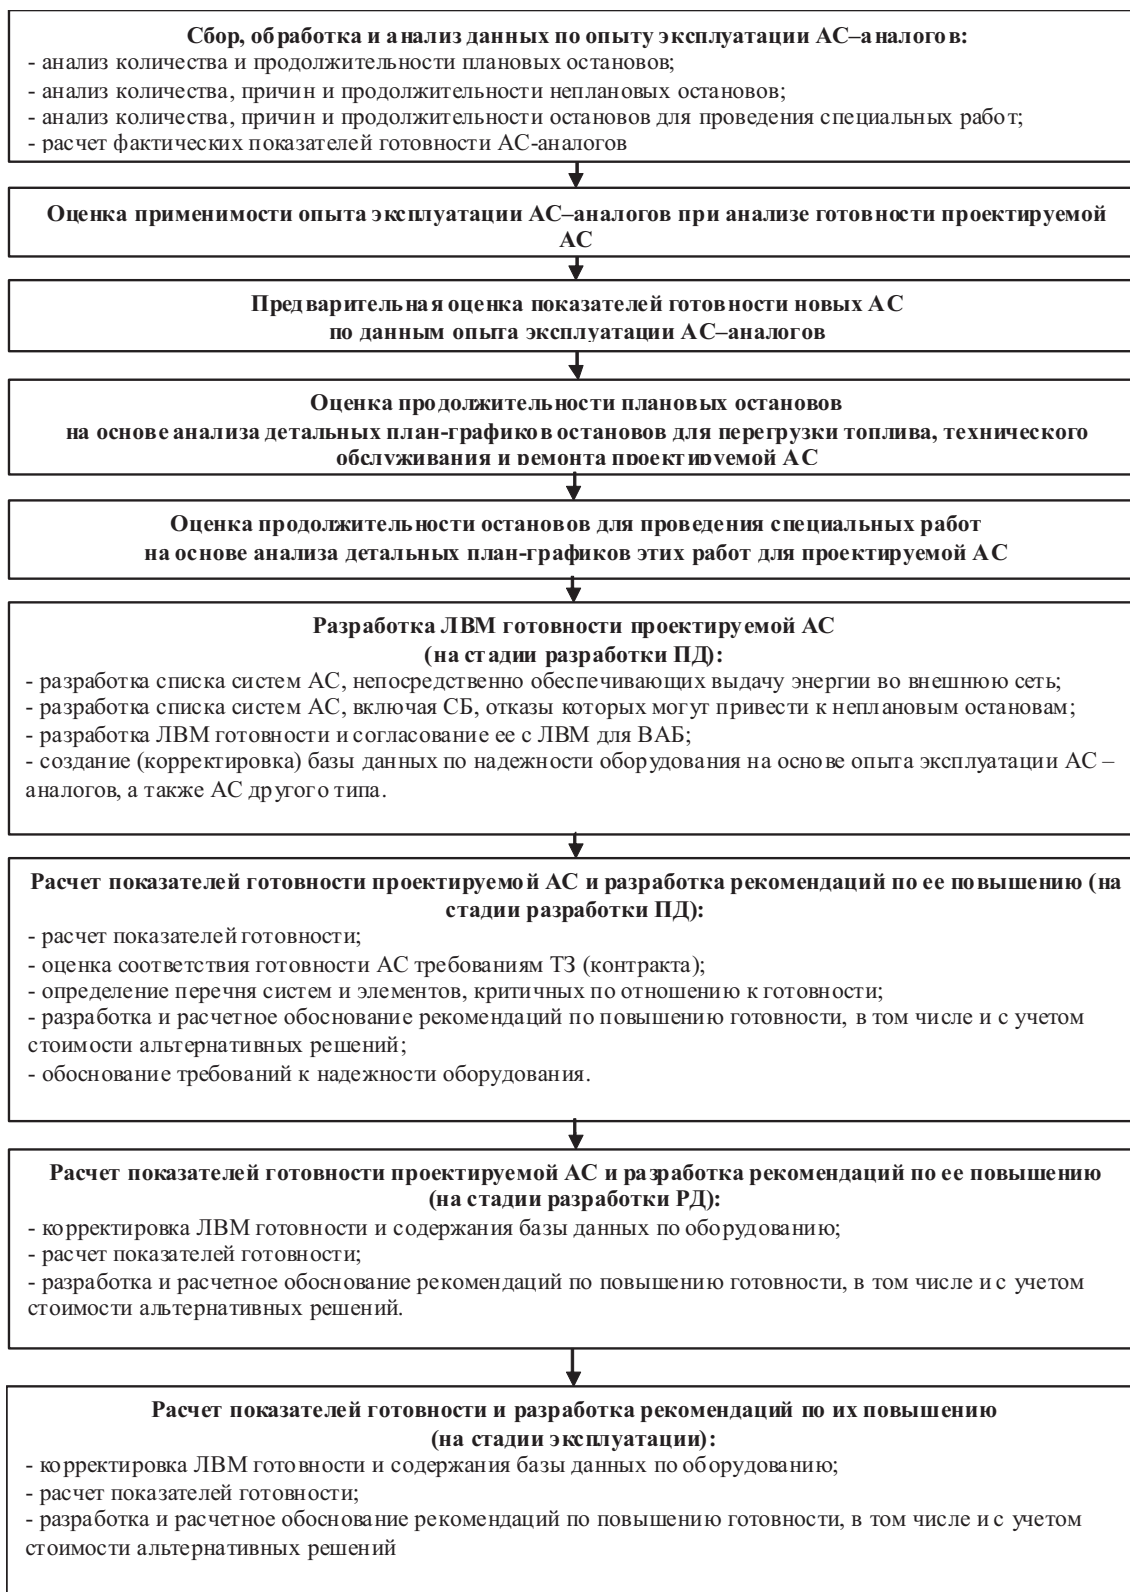 Сбор, обработка и анализ данных по опыту эксплуатации АС–аналогов:
- анализ количества и продолжительности плановых остановов;
- анализ количества, причин и продолжительности неплановых остановов;
- анализ количества, причин и продолжительности остановов для проведения специальных работ;
- расчет фактических показателей готовности АС-аналогов
Оценка применимости опыта эксплуатации АС–аналогов при анализе готовности проектируемой
АС
Предварительная оценка показателей готовности новых АС
по данным опыта эксплуатации АС–аналогов
Оценка продолжительности плановых остановов
на основе анализа детальных план-графиков остановов для перегрузки топлива, технического
обслуживания и ремонта проектируемой АС
Оценка продолжительности остановов для проведения специальных работ
на основе анализа детальных план-графиков этих работ для проектируемой АС
Разработка ЛВМ готовности проектируемой АС
(на стадии разработки ПД):
- разработка списка систем АС, непосредственно обеспечивающих выдачу энергии во внешнюю сеть;
- разработка списка систем АС, включая СБ, отказы которых могут привести к неплановым остановам;
- разработка ЛВМ готовности и согласование ее с ЛВМ для ВАБ;
- создание (корректировка) базы данных по надежности оборудования на основе опыта эксплуатации АС –
аналогов, а также АС другого типа.
Расчет показателей готовности проектируемой АС и разработка рекомендаций по ее повышению (на
стадии разработки ПД):
- расчет показателей готовности;
- оценка соответствия готовности АС требованиям ТЗ (контракта);
- определение перечня систем и элементов, критичных по отношению к готовности;
- разработка и расчетное обоснование рекомендаций по повышению готовности, в том числе и с учетом
стоимости альтернативных решений;
- обоснование требований к надежности оборудования.
Расчет показателей готовности проектируемой АС и разработка рекомендаций по ее повышению
(на стадии разработки РД):
- корректировка ЛВМ готовности и содержания базы данных по оборудованию;
- расчет показателей готовности;
- разработка и расчетное обоснование рекомендаций по повышению готовности, в том числе и с учетом
стоимости альтернативных решений.
Расчет показателей готовности и разработка рекомендаций по их повышению
(на стадии эксплуатации):
- корректировка ЛВМ готовности и содержания базы данных по оборудованию;
- расчет показателей готовности;
- разработка и расчетное обоснование рекомендаций по повышению готовности, в том числе и с учетом
стоимости альтернативных решений